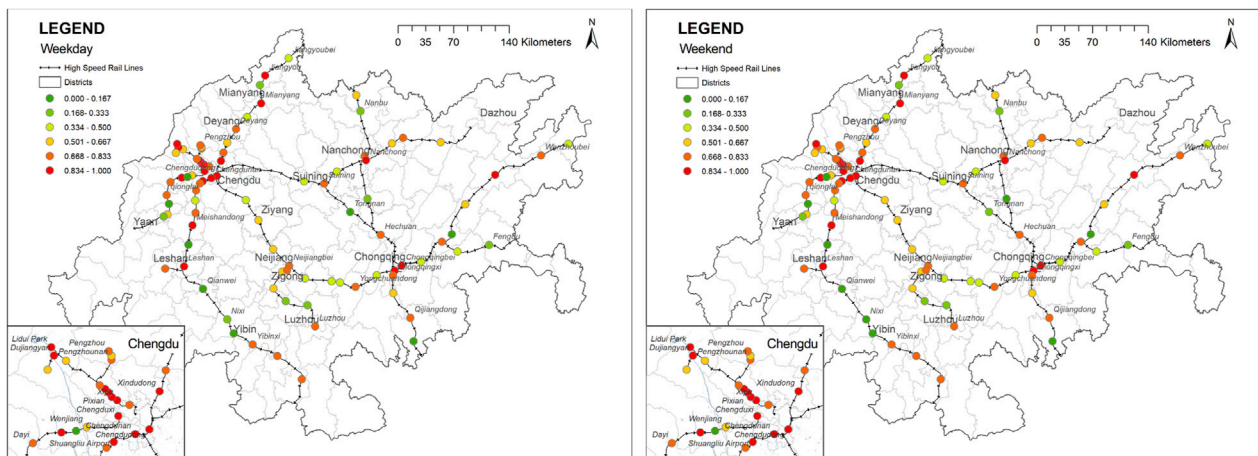 LEGEND
Weekday
High Speed Rail Lines
Districts
0.000 - 0.167
0.168- 0.333
0.334 - 0.500
0.501 - 0.667
0.668 - 0.833
0.834 - 1.000
0 35 70 140 Kilometers
N
Jiangyoubei
Jiangyou
Mianyang
Mianyang
Deyang
Deyang
Pengzhou
Nanbu
Dazhou
Wanzhoubei
Nanchong
Nanchong
Chengdu
Suining
Suining
Qionglai
Tongnan
Yaan
Meishandong
Ziyang
Hechuan
Fengdu
Leshan
Leshan
Neijiang
Neijiangbei
Chongqing
Chongqingbei
Chongqingxi
Zigong
Yongchuandong
Qianwei
Nixi
Luzhou
Luzhou
Qijiangdong
Yibin
Yibinxi
Lidui Park
Dujiangyan
Pengzhou
Pengzhounan
Chengdu
Xindudong
Pixian
Chengduxi
Wenjiang
Chengdunan
Dayi
Chengdudong
Shuangliu Airport
LEGEND
Weekend
High Speed Rail Lines
Districts
0.000 - 0.167
0.168- 0.333
0.334 - 0.500
0.501 - 0.667
0.668 - 0.833
0.834 - 1.000
0 35 70 140 Kilometers
N
Jiangyoubei
Jiangyou
Mianyang
Mianyang
Deyang
Deyang
Pengzhou
Nanbu
Dazhou
Wanzhoubei
Nanchong
Nanchong
Chengdu
Suining
Suining
Qionglai
Tongnan
Yaan
Meishandong
Ziyang
Hechuan
Fengdu
Leshan
Leshan
Neijiang
Neijiangbei
Chongqing
Chongqingbei
Chongqingxi
Zigong
Yongchuandong
Qianwei
Nixi
Luzhou
Luzhou
Qijiangdong
Yibin
Yibinxi
Lidui Park
Dujiangyan
Pengzhou
Pengzhounan
Chengdu
Xindudong
Pixian
Chengduxi
Wenjiang
Chengdunan
Dayi
Chengdudong
Shuangliu Airport